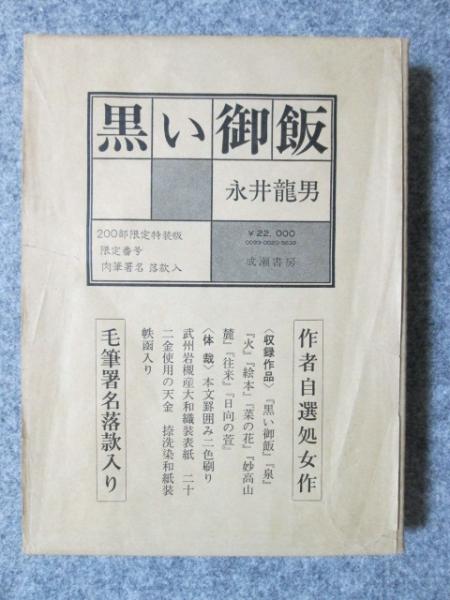 黒い御飯
永井龍男
200部限定特装版
限定番号
肉筆署名 落款入
¥22,000
0093-0020-5639
成瀬書房
作者自選処女作
〈収録作品〉『黒い御飯』『泉』
『火』『絵本』『菜の花』『妙高山
麓』『往来』『日向の萱』
〈体 裁〉本文罫囲み二色刷り
武州岩槻産大和織装表紙 二十
二金使用の天金 捺洗染和紙装
帙函入り
毛筆署名落款入り